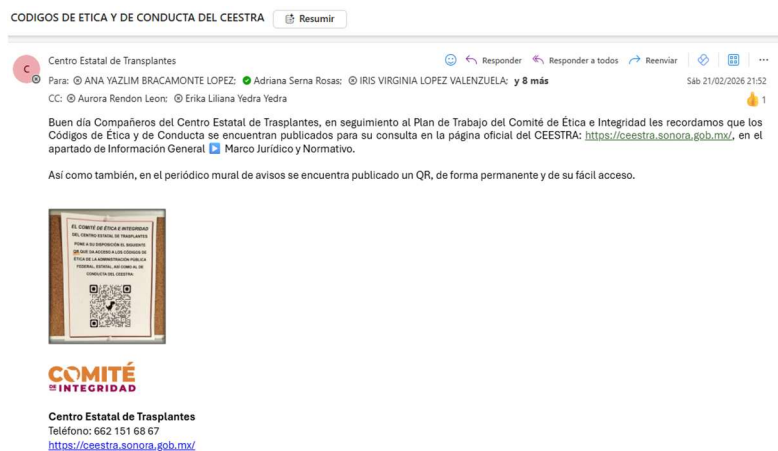 CODIGOS DE ETICA Y DE CONDUCTA DEL CEESTRA
Resumir
C
Centro Estatal de Transplantes
Responder
Responder a todos
Reenviar
Para: ANA YAZLIM BRACAMONTE LOPEZ; Adriana Serna Rosas; IRIS VIRGINIA LOPEZ VALENZUELA; y 8 más
Sáb 21/02/2026 21:52
CC: Aurora Rendon Leon; Erika Liliana Yedra Yedra
1
Buen día Compañeros del Centro Estatal de Trasplantes, en seguimiento al Plan de Trabajo del Comité de Ética e Integridad les recordamos que los
Códigos de Ética y de Conducta se encuentran publicados para su consulta en la página oficial del CEESTRA: https://ceestra.sonora.gob.mx/, en el
apartado de Información General ▶ Marco Jurídico y Normativo.
Así como también, en el periódico mural de avisos se encuentra publicado un QR, de forma permanente y de su fácil acceso.
EL COMITÉ DE ÉTICA E INTEGRIDAD
DEL CENTRO ESTATAL DE TRASPLANTES
PONE A SU DISPOSICIÓN EL SIGUIENTE
QR QUE DA ACCESO A LOS CÓDIGOS DE
ÉTICA DE LA ADMINISTRACIÓN PÚBLICA
FEDERAL, ESTATAL, ASÍ COMO AL DE
CONDUCTA DEL CEESTRA:
COMITÉ
DE INTEGRIDAD
Centro Estatal de Trasplantes
Teléfono: 662 151 68 67
https://ceestra.sonora.gob.mx/